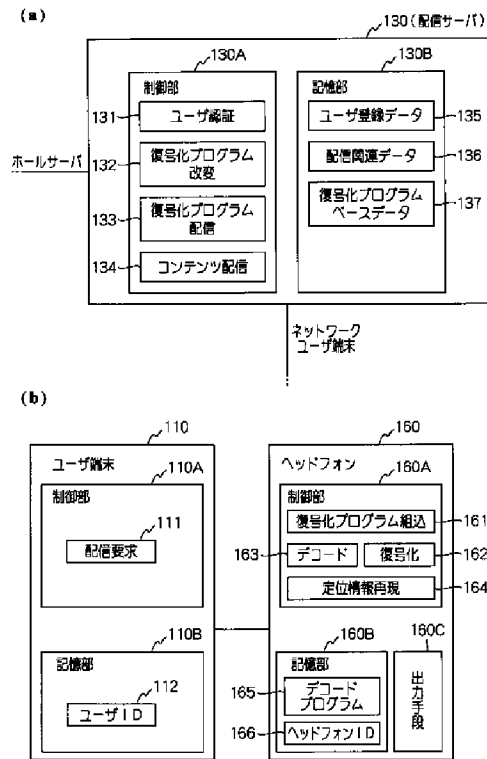 (a)
130(配信サーバ)
130A
130B
制御部
記憶部
131
ユーザ認証
ユーザ登録データ
135
ホールサーバ
132
復号化プログラム
改変
配信関連データ
136
133
復号化プログラム
配信
復号化プログラム
ベースデータ
137
134
コンテンツ配信
ネットワーク
ユーザ端末
(b)
110
160
ユーザ端末
ヘッドフォン
110A
160A
制御部
制御部
111
配信要求
復号化プログラム組込
161
163
デコード
復号化
162
定位情報再現
164
110B
160B
160C
記憶部
記憶部
112
ユーザID
165
デコード
プログラム
166
ヘッドフォンID
出力手段